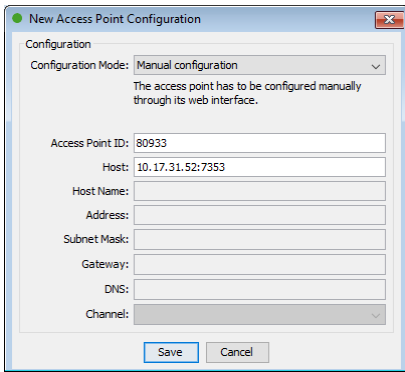 New Access Point Configuration
Configuration
Configuration Mode: Manual configuration
The access point has to be configured manually
through its web interface.
Access Point ID: 80933
Host: 10.17.31.52:7353
Host Name:
Address:
Subnet Mask:
Gateway:
DNS:
Channel:
Save Cancel